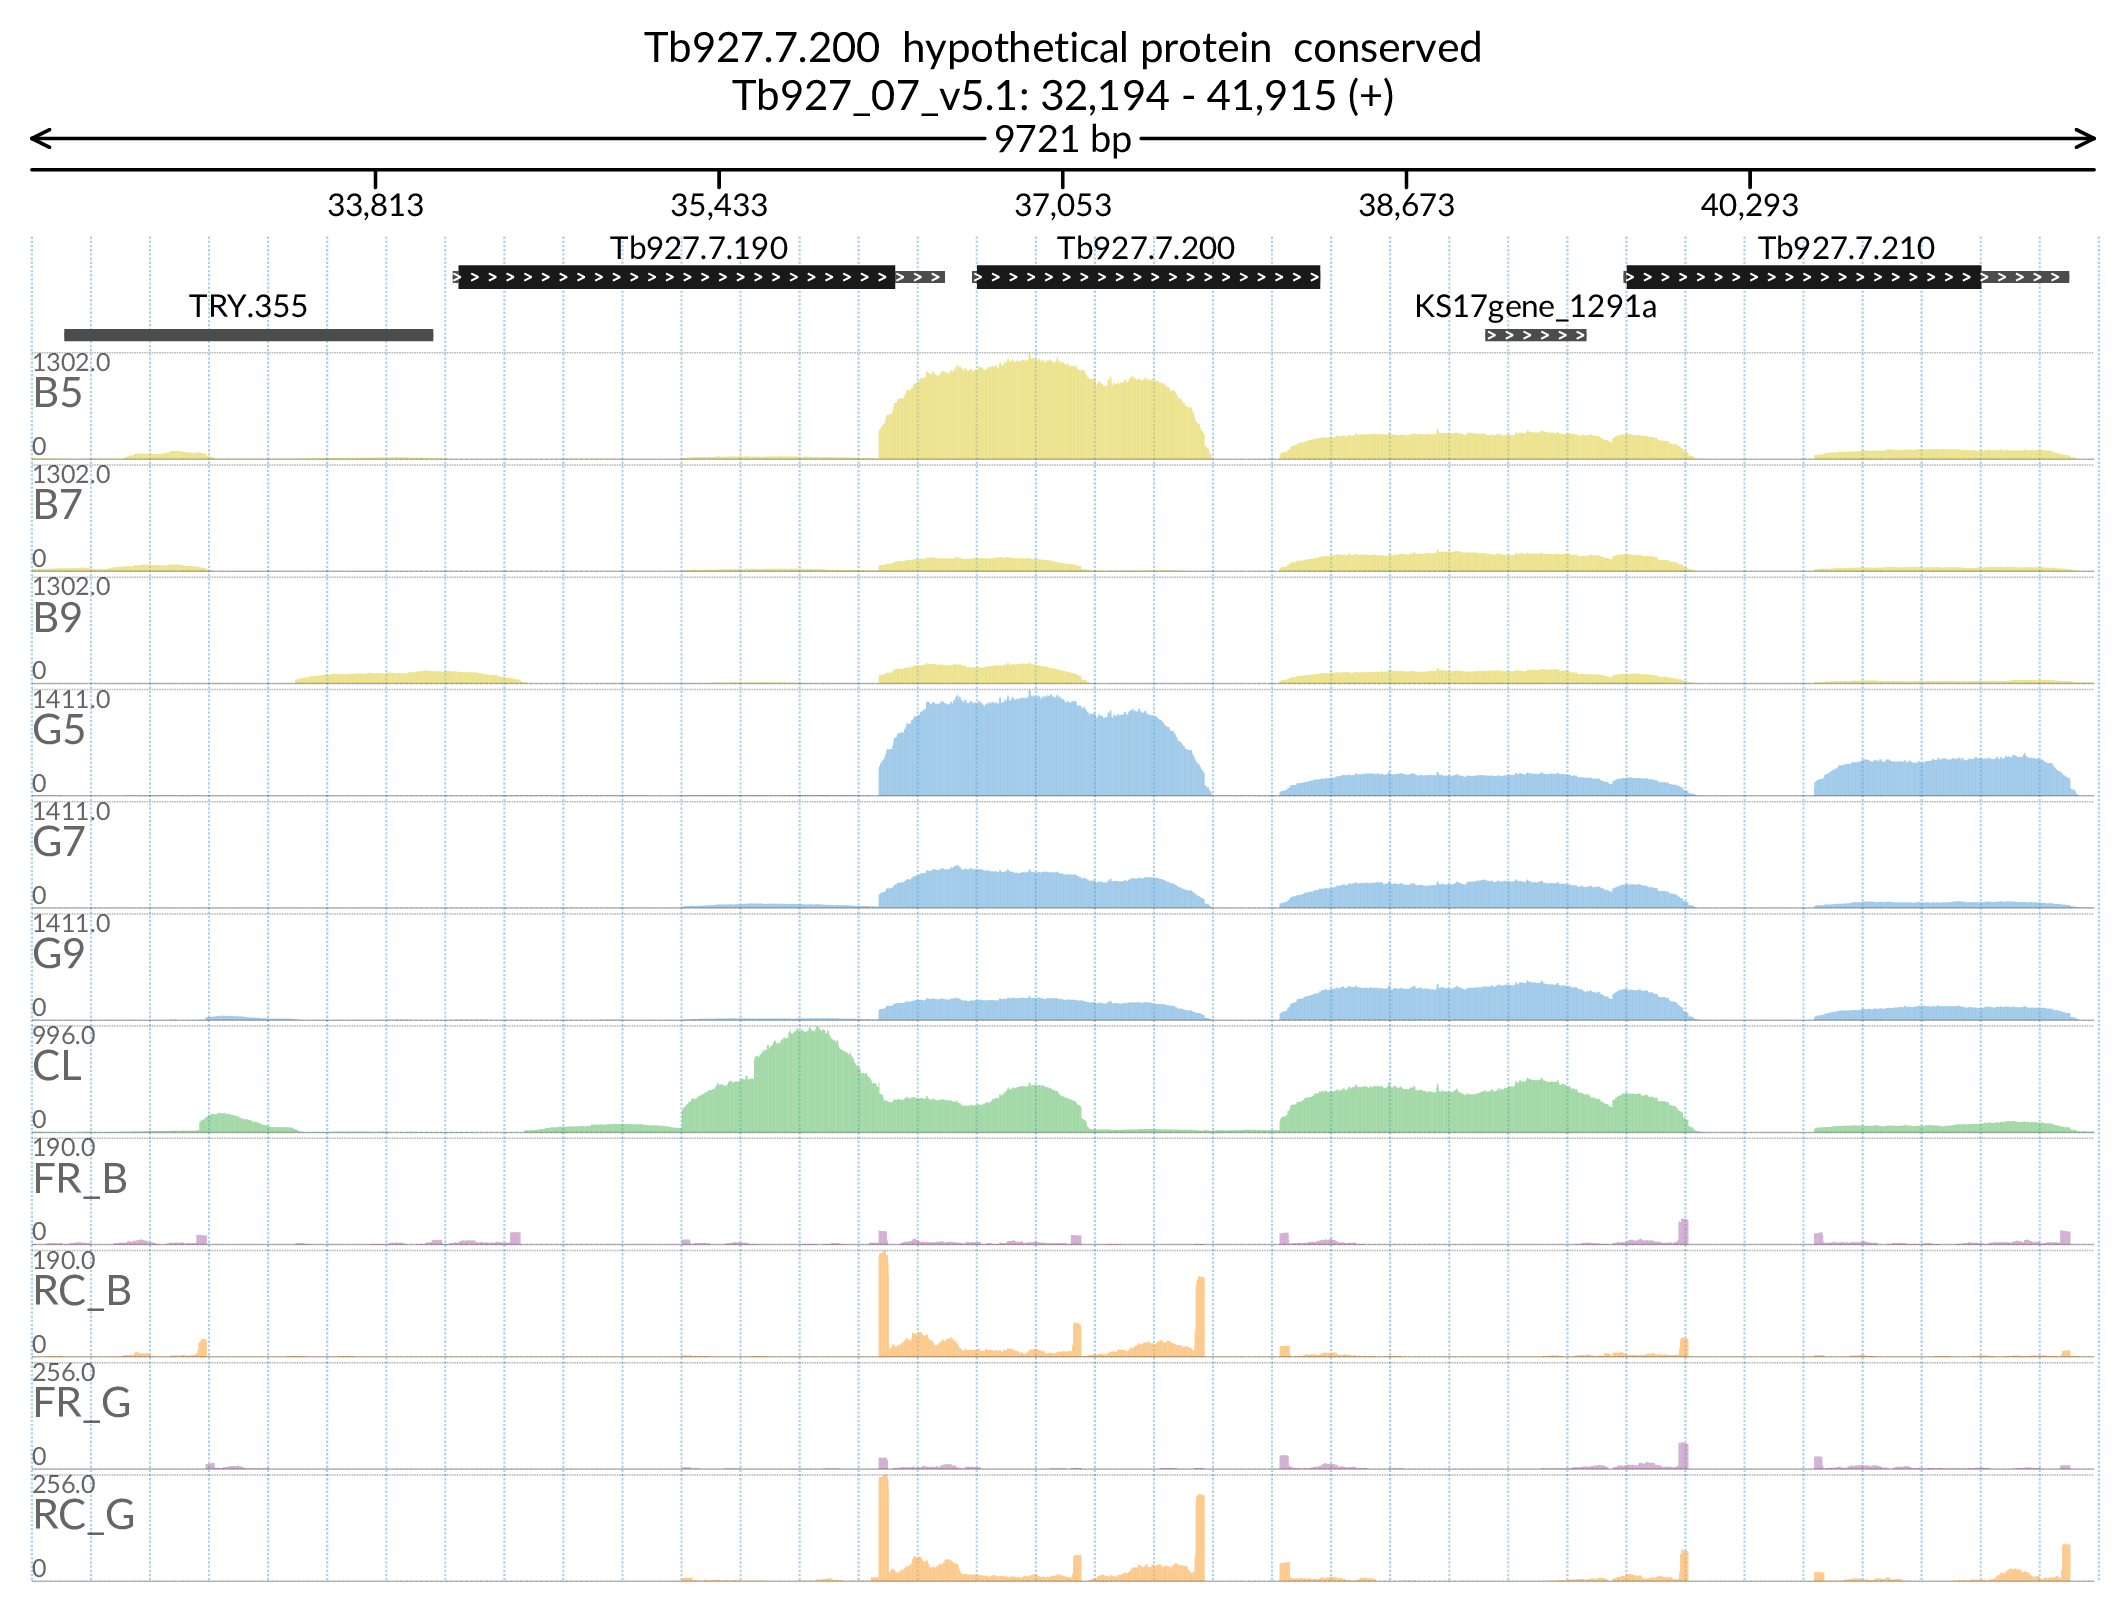 Tb927.7.200  hypothetical protein  conserved
Tb927_07_v5.1: 32,194 - 41,915 (+)
9721 bp
33,813 35,433 37,053 38,673 40,293
Tb927.7.190 Tb927.7.200 Tb927.7.210
TRY.355 KS17gene_1291a
1302.0
B5
0
1302.0
B7
0
1302.0
B9
0
1411.0
G5
0
1411.0
G7
0
1411.0
G9
0
996.0
CL
0
190.0
FR_B
0
190.0
RC_B
0
256.0
FR_G
0
256.0
RC_G
0